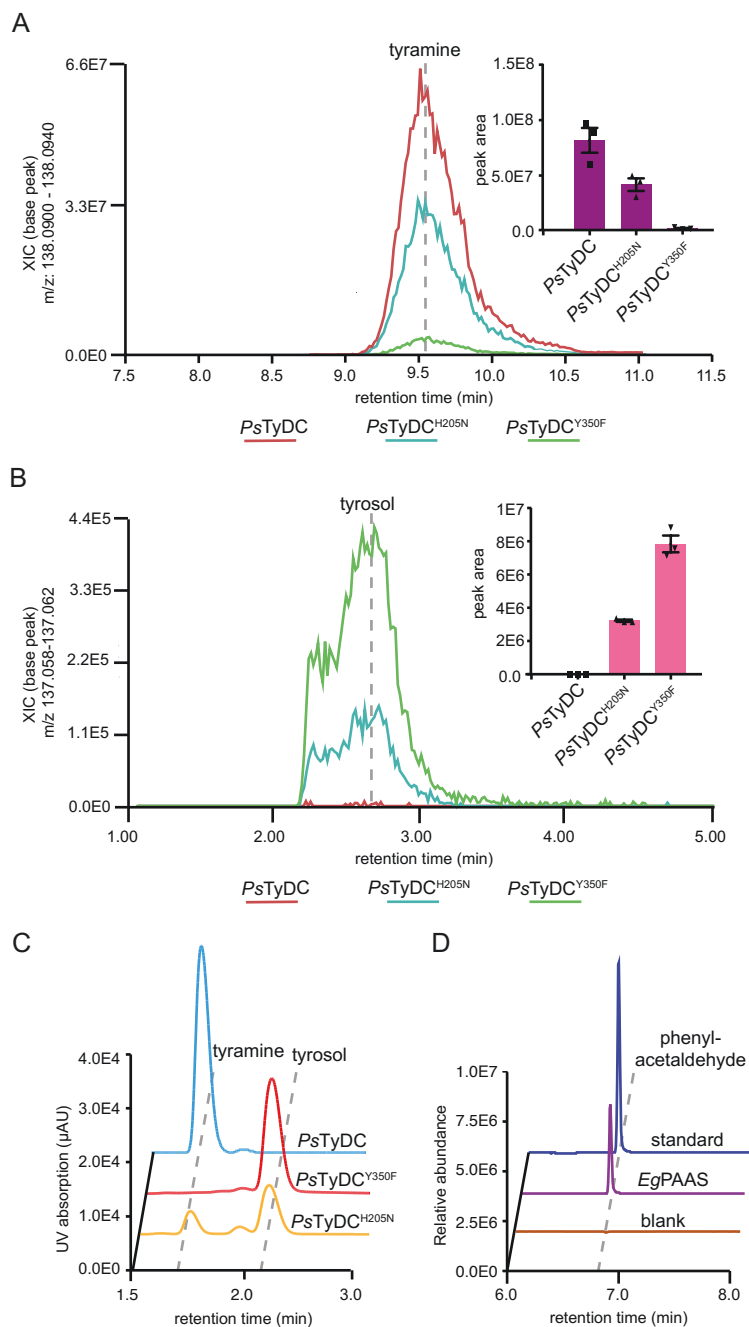 A
tyramine
6.6E7
3.3E7
0.0E0
XIC (base peak)
m/z: 138.0900 - 138.0940
7.5 8.0 8.5 9.0 9.5 10.0 10.5 11.0 11.5
retention time (min)
1.5E8
1.0E8
5.0E7
0.0
peak area
PsTyDC
PsTyDCH205N
PsTyDCY350F
PsTyDC PsTyDCH205N PsTyDCY350F
B
tyrosol
4.4E5
3.3E5
2.2E5
1.1E5
0.0E0
XIC (base peak)
m/z 137.058-137.062
1.00 2.00 3.00 4.00 5.00
retention time (min)
1E7
8E6
6E6
4E6
2E6
0.0
peak area
PsTyDC
PsTyDCH205N
PsTyDCY350F
PsTyDC PsTyDCH205N PsTyDCY350F
C
4.0E4
3.0E4
2.0E4
1.0E4
0.0E0
UV absorption (µAU)
tyramine
tyrosol
PsTyDC
PsTyDCY350F
PsTyDCH205N
1.5 2.0 3.0
retention time (min)
D
phenyl-
acetaldehyde
1.0E7
7.5E6
5.0E6
2.5E6
0.0E0
Relative abundance
standard
EgPAAS
blank
6.0 7.0 8.0
retention time (min)